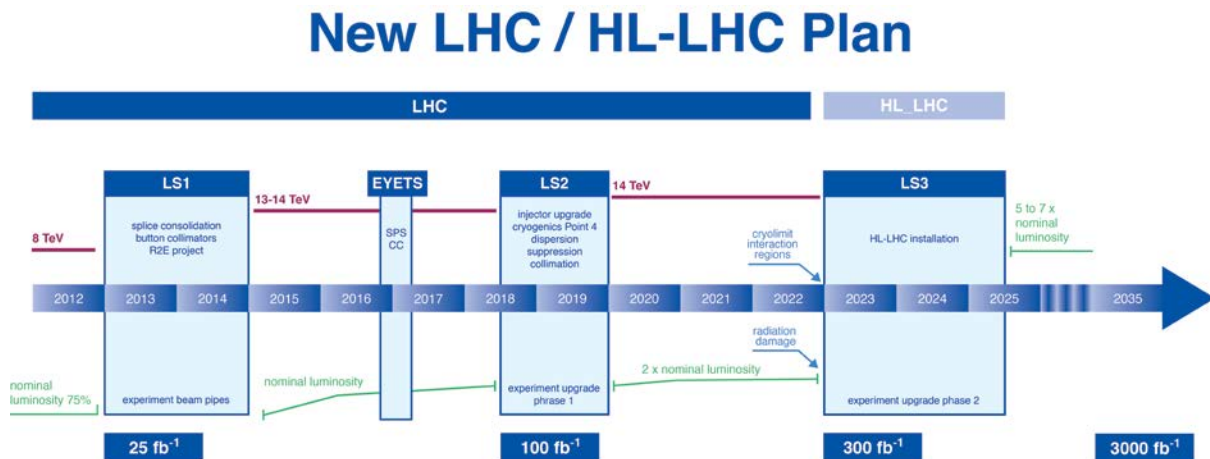 New LHC / HL-LHC Plan
LHC
HL_LHC
LS1
EYETS
LS2
LS3
8 TeV
13-14 TeV
14 TeV
splice consolidation
button collimators
R2E project
SPS
CC
injector upgrade
cryogenics Point 4
dispersion
suppression
collimation
cryolimit
interaction
regions
HL-LHC installation
5 to 7 x
nominal
luminosity
2012
2013
2014
2015
2016
2017
2018
2019
2020
2021
2022
2023
2024
2025
2035
radiation
damage
nominal
luminosity 75%
experiment beam pipes
nominal luminosity
experiment upgrade
phrase 1
2 x nominal luminosity
experiment upgrade phase 2
25 fb⁻¹
100 fb⁻¹
300 fb⁻¹
3000 fb⁻¹